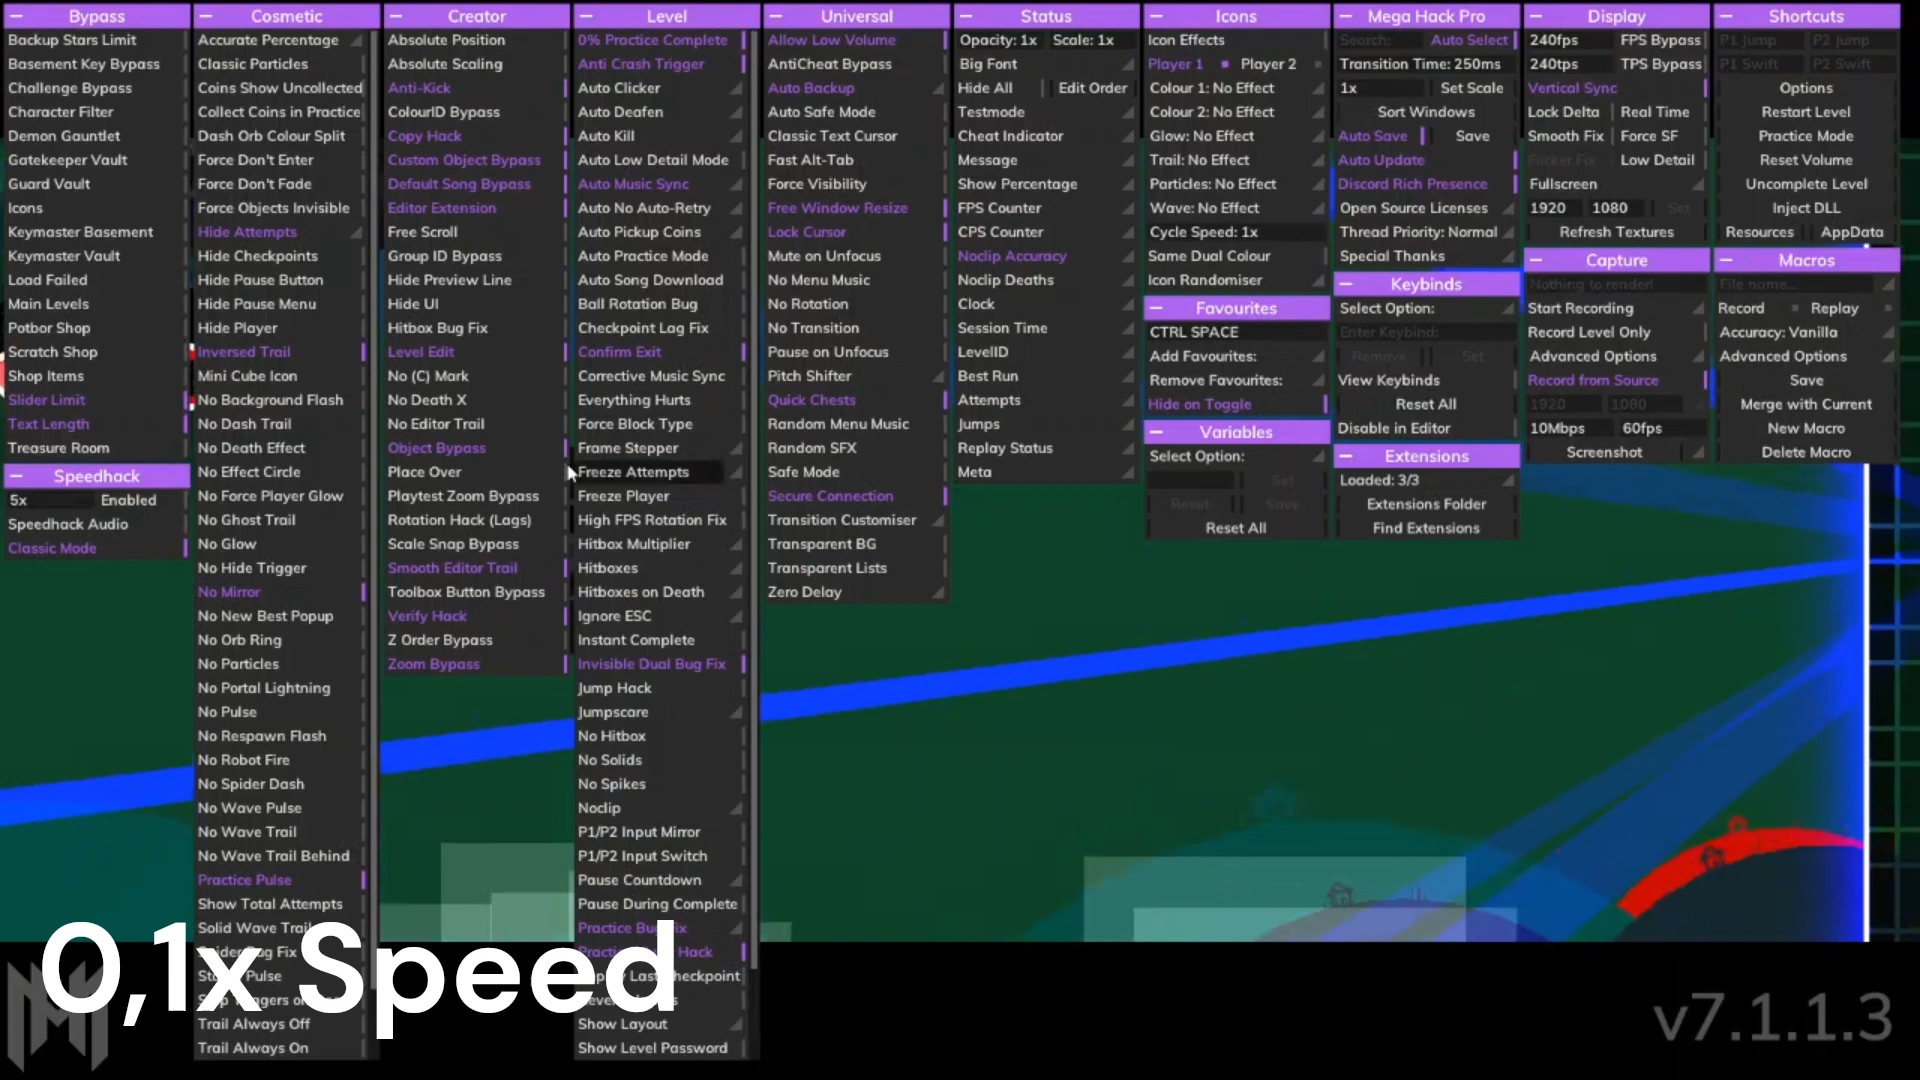 Bypass
Backup Stars Limit
Basement Key Bypass
Challenge Bypass
Character Filter
Demon Gauntlet
Gatekeeper Vault
Guard Vault
Icons
Keymaster Basement
Keymaster Vault
Load Failed
Main Levels
Potbor Shop
Scratch Shop
Shop Items
Slider Limit
Text Length
Treasure Room
Speedhack
5x Enabled
Speedhack Audio
Classic Mode
Cosmetic
Accurate Percentage
Classic Particles
Coins Show Uncollected
Collect Coins in Practice
Dash Orb Colour Split
Force Don't Enter
Force Don't Fade
Force Objects Invisible
Hide Attempts
Hide Checkpoints
Hide Pause Button
Hide Pause Menu
Hide Player
Inversed Trail
Mini Cube Icon
No Background Flash
No Dash Trail
No Death Effect
No Effect Circle
No Force Player Glow
No Ghost Trail
No Glow
No Hide Trigger
No Mirror
No New Best Popup
No Orb Ring
No Particles
No Portal Lightning
No Pulse
No Respawn Flash
No Robot Fire
No Spider Dash
No Wave Pulse
No Wave Trail
No Wave Trail Behind
Practice Pulse
Show Total Attempts
Solid Wave Trail
Bug Fix
Pulse
Trail Always Off
Trail Always On
Creator
Absolute Position
Absolute Scaling
Anti-Kick
ColourID Bypass
Copy Hack
Custom Object Bypass
Default Song Bypass
Editor Extension
Free Scroll
Group ID Bypass
Hide Preview Line
Hide UI
Hitbox Bug Fix
Level Edit
No (C) Mark
No Death X
No Editor Trail
Object Bypass
Place Over
Playtest Zoom Bypass
Rotation Hack (Lags)
Scale Snap Bypass
Smooth Editor Trail
Toolbox Button Bypass
Verify Hack
Z Order Bypass
Zoom Bypass
Level
0% Practice Complete
Anti Crash Trigger
Auto Clicker
Auto Deafen
Auto Kill
Auto Low Detail Mode
Auto Music Sync
Auto No Auto-Retry
Auto Pickup Coins
Auto Practice Mode
Auto Song Download
Ball Rotation Bug
Checkpoint Lag Fix
Confirm Exit
Corrective Music Sync
Everything Hurts
Force Block Type
Frame Stepper
Freeze Attempts
Freeze Player
High FPS Rotation Fix
Hitbox Multiplier
Hitboxes
Hitboxes on Death
Ignore ESC
Instant Complete
Invisible Dual Bug Fix
Jump Hack
Jumpscare
No Hitbox
No Solids
No Spikes
Noclip
P1/P2 Input Mirror
P1/P2 Input Switch
Pause Countdown
Pause During Complete
Practice Bug Fix
Hack
Show Layout
Show Level Password
Universal
Allow Low Volume
AntiCheat Bypass
Auto Backup
Auto Safe Mode
Classic Text Cursor
Fast Alt-Tab
Force Visibility
Free Window Resize
Lock Cursor
Mute on Unfocus
No Menu Music
No Rotation
No Transition
Pause on Unfocus
Pitch Shifter
Quick Chests
Random Menu Music
Random SFX
Safe Mode
Secure Connection
Transition Customiser
Transparent BG
Transparent Lists
Zero Delay
Status
Opacity: 1x Scale: 1x
Big Font
Hide All Edit Order
Testmode
Cheat Indicator
Message
Show Percentage
FPS Counter
CPS Counter
Noclip Accuracy
Noclip Deaths
Clock
Session Time
LevelID
Best Run
Attempts
Jumps
Replay Status
Meta
Icons
Icon Effects
Player 1 Player 2
Colour 1: No Effect
Colour 2: No Effect
Glow: No Effect
Trail: No Effect
Particles: No Effect
Wave: No Effect
Cycle Speed: 1x
Same Dual Colour
Icon Randomiser
Favourites
CTRL SPACE
Add Favourites:
Remove Favourites:
Hide on Toggle
Variables
Select Option:
Set
Reset Save
Reset All
Mega Hack Pro
Search: Auto Select
Transition Time: 250ms
1x Set Scale
Sort Windows
Auto Save Save
Auto Update
Discord Rich Presence
Open Source Licenses
Thread Priority: Normal
Special Thanks
Keybinds
Select Option:
Enter Keybind:
Remove Set
View Keybinds
Reset All
Disable in Editor
Extensions
Loaded: 3/3
Extensions Folder
Find Extensions
Display
240fps FPS Bypass
240tps TPS Bypass
Vertical Sync
Lock Delta Real Time
Smooth Fix Force SF
Flicker Fix Low Detail
Fullscreen
1920 1080 Set
Refresh Textures
Capture
Nothing to render!
Start Recording
Record Level Only
Advanced Options
Record from Source
1920 1080
10Mbps 60fps
Screenshot
Shortcuts
P1 Jump P2 Jump
P1 Swift P2 Swift
Options
Restart Level
Practice Mode
Reset Volume
Uncomplete Level
Inject DLL
Resources AppData
Macros
File name...
Record Replay
Accuracy: Vanilla
Advanced Options
Save
Merge with Current
New Macro
Delete Macro
0,1x Speed
v7.1.1.3